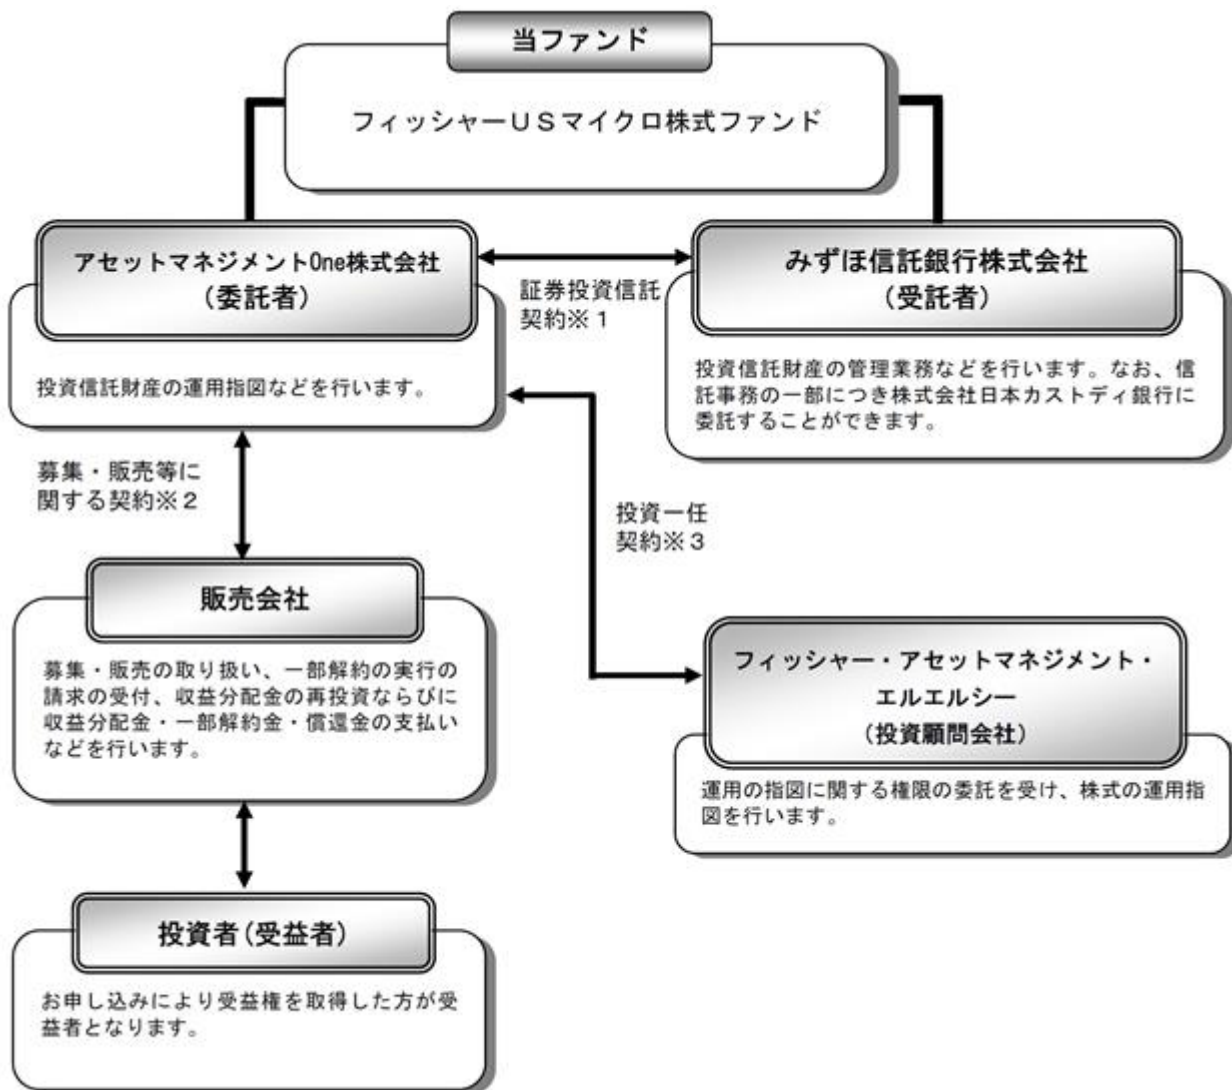 当ファンド
フィッシャーＵＳマイクロ株式ファンド
アセットマネジメントOne株式会社
（委託者）
投資信託財産の運用指図などを行います。
証券投資信託
契約※１
みずほ信託銀行株式会社
（受託者）
投資信託財産の管理業務などを行います。なお、信
託事務の一部につき株式会社日本カストディ銀行に
委託することができます。
募集・販売等に
関する契約※２
投資一任
契約※３
販売会社
募集・販売の取り扱い、一部解約の実行の
請求の受付、収益分配金の再投資ならびに
収益分配金・一部解約金・償還金の支払い
などを行います。
フィッシャー・アセットマネジメント・
エルエルシー
（投資顧問会社）
運用の指図に関する権限の委託を受け、株式の運用指
図を行います。
投資者（受益者）
お申し込みにより受益権を取得した方が受
益者となります。